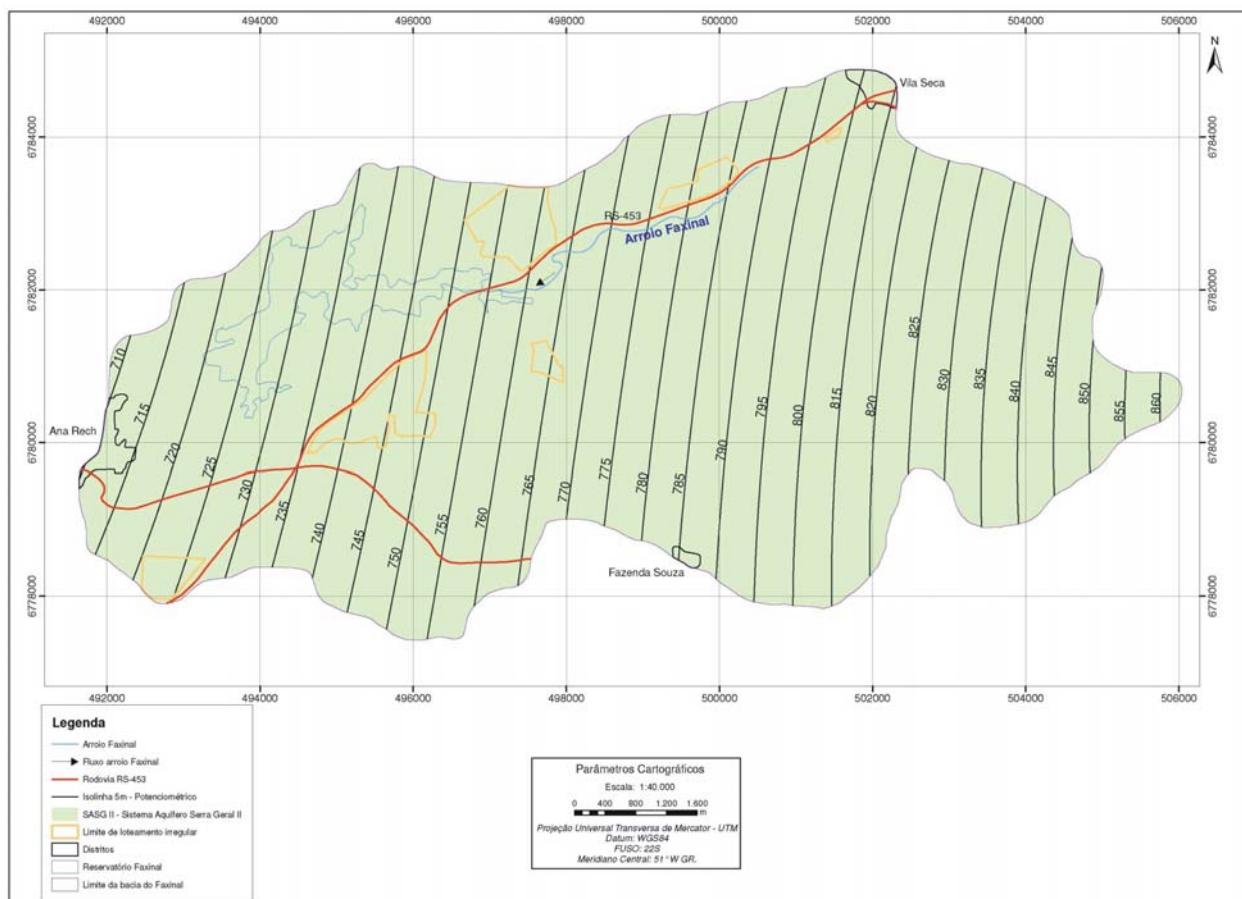 492000 494000 496000 498000 500000 502000 504000 506000
N
Vila Seca
6784000 6784000
RS-453
Arroio Faxinal
6782000 6782000
710 715 720 725 730 735 740 745 750 755 760 765 770 775 780 785 790 795 800 815 820 825 830 835 840 845 850 855 860
Ana Rech
6780000 6780000
Fazenda Souza
6778000 6778000
492000 494000 496000 498000 500000 502000 504000 506000
Legenda
Arroio Faxinal
Fluxo arroio Faxinal
Rodovia RS-453
Isolinha 5m - Potenciométrico
SASG II - Sistema Aquífero Serra Geral II
Limite de loteamento irregular
Distritos
Reservatório Faxinal
Limite da bacia do Faxinal
Parâmetros Cartográficos
Escala: 1:40.000
0 400 800 1.200 1.600
m
Projeção Universal Transversa de Mercator - UTM
Datum: WGS84
FUSO: 22S
Meridiano Central: 51° W GR.